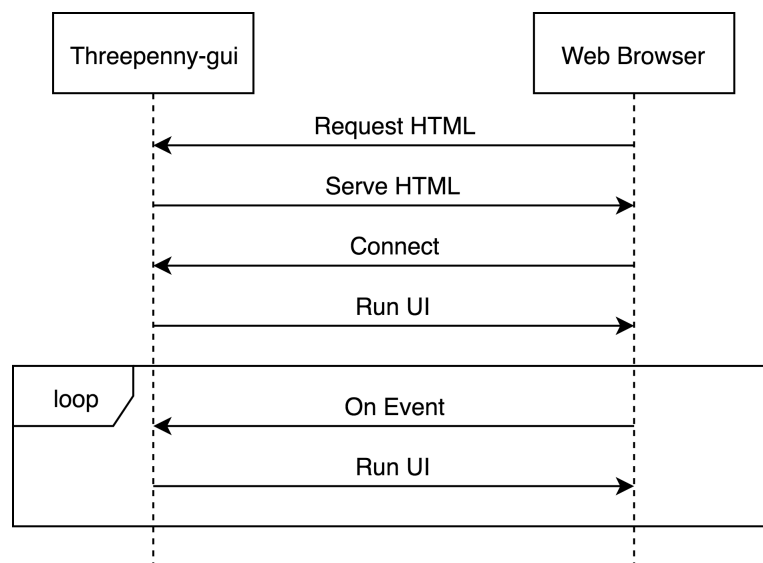 Threepenny-gui
Web Browser
Request HTML
Serve HTML
Connect
Run UI
loop
On Event
Run UI